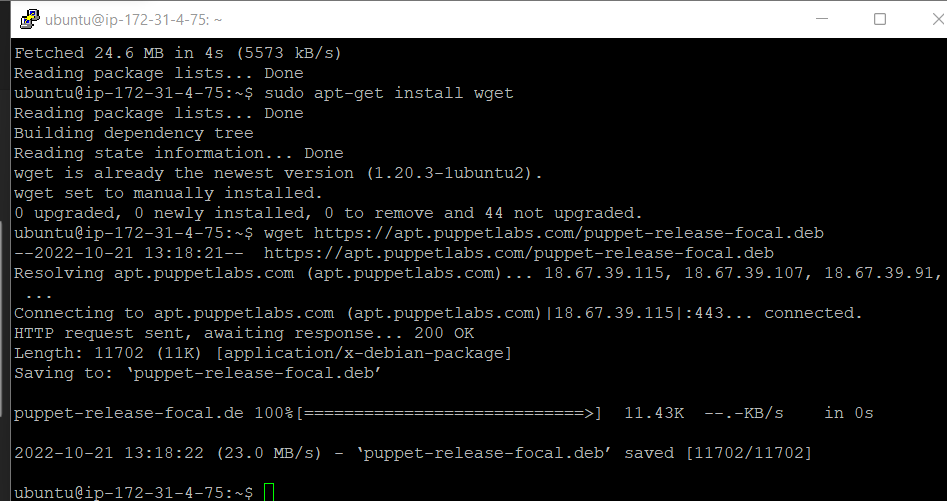 ubuntu@ip-172-31-4-75: ~
Fetched 24.6 MB in 4s (5573 kB/s)
Reading package lists... Done
ubuntu@ip-172-31-4-75:~$ sudo apt-get install wget
Reading package lists... Done
Building dependency tree
Reading state information... Done
wget is already the newest version (1.20.3-1ubuntu2).
wget set to manually installed.
0 upgraded, 0 newly installed, 0 to remove and 44 not upgraded.
ubuntu@ip-172-31-4-75:~$ wget https://apt.puppetlabs.com/puppet-release-focal.deb
--2022-10-21 13:18:21--  https://apt.puppetlabs.com/puppet-release-focal.deb
Resolving apt.puppetlabs.com (apt.puppetlabs.com)... 18.67.39.115, 18.67.39.107, 18.67.39.91,
 ...
Connecting to apt.puppetlabs.com (apt.puppetlabs.com)|18.67.39.115|:443... connected.
HTTP request sent, awaiting response... 200 OK
Length: 11702 (11K) [application/x-debian-package]
Saving to: ‘puppet-release-focal.deb’
puppet-release-focal.de 100%[============================>]  11.43K  --.-KB/s    in 0s
2022-10-21 13:18:22 (23.0 MB/s) - ‘puppet-release-focal.deb’ saved [11702/11702]
ubuntu@ip-172-31-4-75:~$